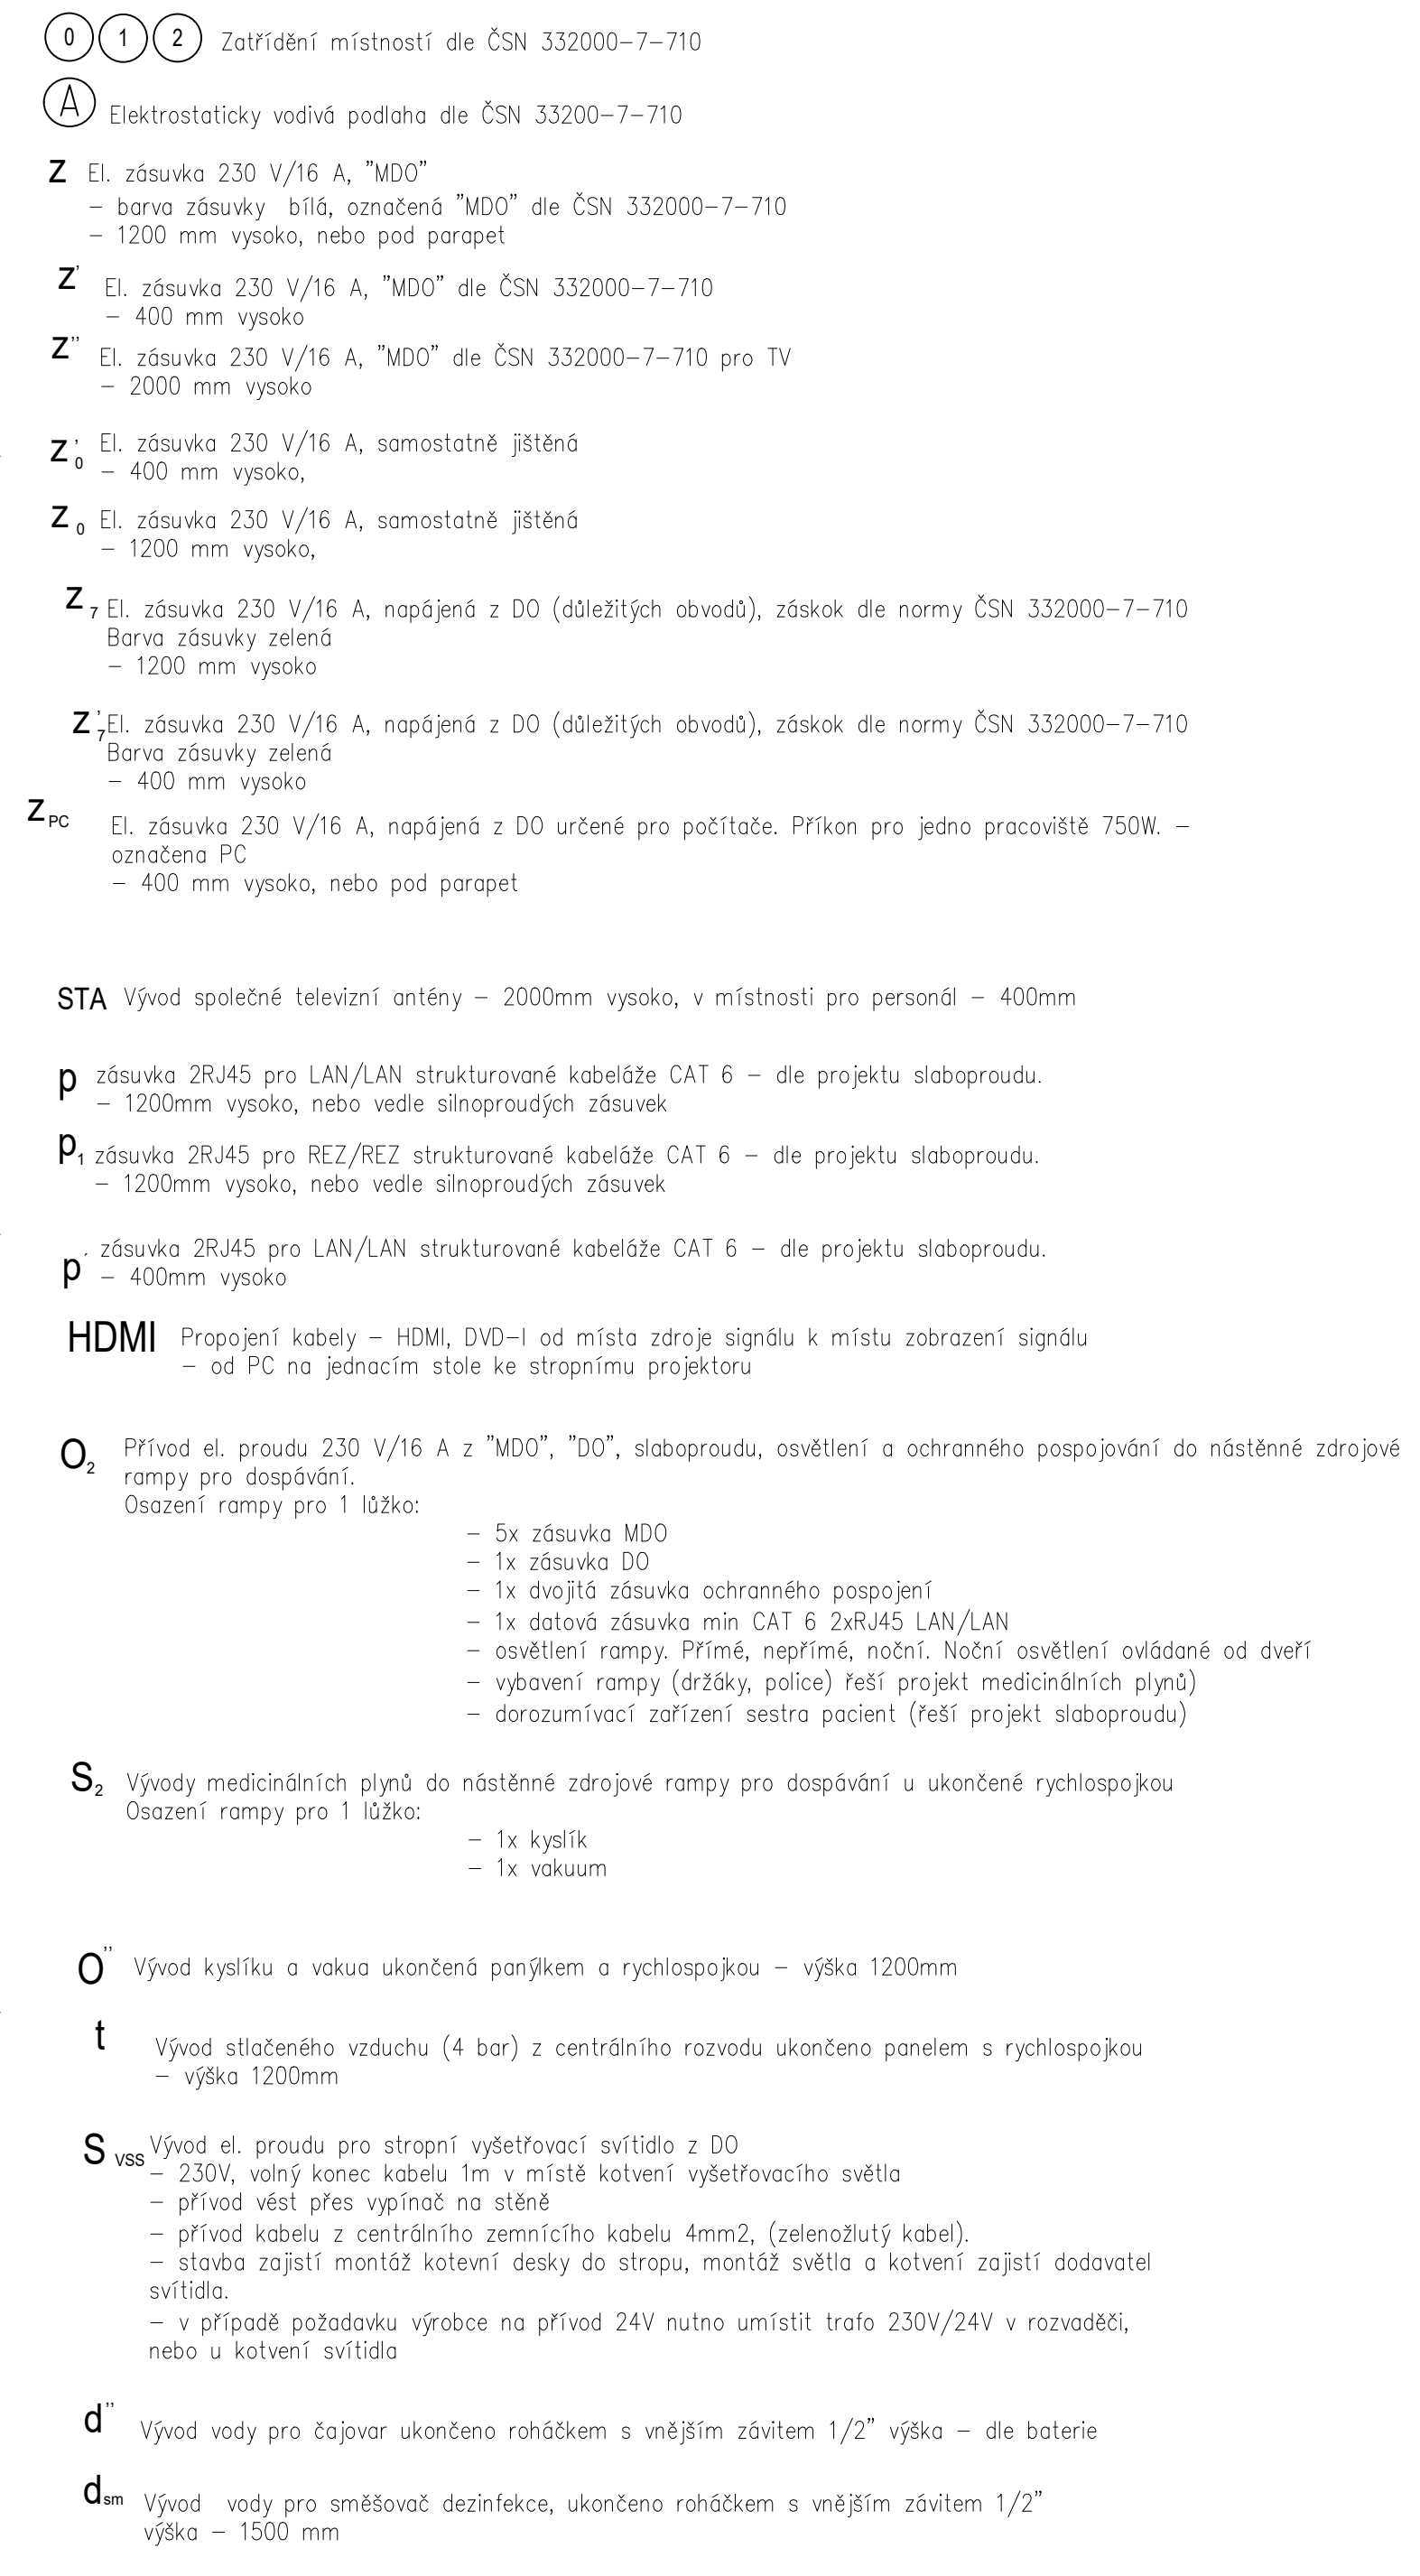 0 1 2 Zatřídění místností dle ČSN 332000-7-710
A Elektrostaticky vodivá podlaha dle ČSN 33200-7-710
Z El. zásuvka 230 V/16 A, "MDO"
- barva zásuvky bílá, označená "MDO" dle ČSN 332000-7-710
- 1200 mm vysoko, nebo pod parapet
Z' El. zásuvka 230 V/16 A, "MDO" dle ČSN 332000-7-710
- 400 mm vysoko
Z'' El. zásuvka 230 V/16 A, "MDO" dle ČSN 332000-7-710 pro TV
- 2000 mm vysoko
Z'0 El. zásuvka 230 V/16 A, samostatně jištěná
- 400 mm vysoko,
Z0 El. zásuvka 230 V/16 A, samostatně jištěná
- 1200 mm vysoko,
Z7 El. zásuvka 230 V/16 A, napájená z DO (důležitých obvodů), záskok dle normy ČSN 332000-7-710
Barva zásuvky zelená
- 1200 mm vysoko
Z'7 El. zásuvka 230 V/16 A, napájená z DO (důležitých obvodů), záskok dle normy ČSN 332000-7-710
Barva zásuvky zelená
- 400 mm vysoko
ZPC El. zásuvka 230 V/16 A, napájená z DO určené pro počítače. Příkon pro jedno pracoviště 750W. -
označena PC
- 400 mm vysoko, nebo pod parapet
STA Vývod společné televizní antény - 2000mm vysoko, v místnosti pro personál - 400mm
p zásuvka 2RJ45 pro LAN/LAN strukturované kabeláže CAT 6 - dle projektu slaboproudu.
- 1200mm vysoko, nebo vedle silnoproudých zásuvek
p1 zásuvka 2RJ45 pro REZ/REZ strukturované kabeláže CAT 6 - dle projektu slaboproudu.
- 1200mm vysoko, nebo vedle silnoproudých zásuvek
p´ zásuvka 2RJ45 pro LAN/LAN strukturované kabeláže CAT 6 - dle projektu slaboproudu.
- 400mm vysoko
HDMI Propojení kabely - HDMI, DVD-I od místa zdroje signálu k místu zobrazení signálu
- od PC na jednacím stole ke stropnímu projektoru
O2 Přívod el. proudu 230 V/16 A z "MDO", "DO", slaboproudu, osvětlení a ochranného pospojování do nástěnné zdrojové
rampy pro dospávání.
Osazení rampy pro 1 lůžko:
- 5x zásuvka MDO
- 1x zásuvka DO
- 1x dvojitá zásuvka ochranného pospojení
- 1x datová zásuvka min CAT 6 2xRJ45 LAN/LAN
- osvětlení rampy. Přímé, nepřímé, noční. Noční osvětlení ovládané od dveří
- vybavení rampy (držáky, police) řeší projekt medicinálních plynů)
- dorozumívací zařízení sestra pacient (řeší projekt slaboproudu)
S2 Vývody medicinálních plynů do nástěnné zdrojové rampy pro dospávání u ukončené rychlospojkou
Osazení rampy pro 1 lůžko:
- 1x kyslík
- 1x vakuum
O'' Vývod kyslíku a vakua ukončená panýlkem a rychlospojkou - výška 1200mm
t Vývod stlačeného vzduchu (4 bar) z centrálního rozvodu ukončeno panelem s rychlospojkou
- výška 1200mm
S VSS Vývod el. proudu pro stropní vyšetřovací svítidlo z DO
- 230V, volný konec kabelu 1m v místě kotvení vyšetřovacího světla
- přívod vést přes vypínač na stěně
- přívod kabelu z centrálního zemnícího kabelu 4mm2, (zelenožlutý kabel).
- stavba zajistí montáž kotevní desky do stropu, montáž světla a kotvení zajistí dodavatel
svítidla.
- v případě požadavku výrobce na přívod 24V nutno umístit trafo 230V/24V v rozvaděči,
nebo u kotvení svítidla
d'' Vývod vody pro čajovar ukončeno roháčkem s vnějším závitem 1/2" výška - dle baterie
dsm Vývod vody pro směšovač dezinfekce, ukončeno roháčkem s vnějším závitem 1/2"
výška - 1500 mm